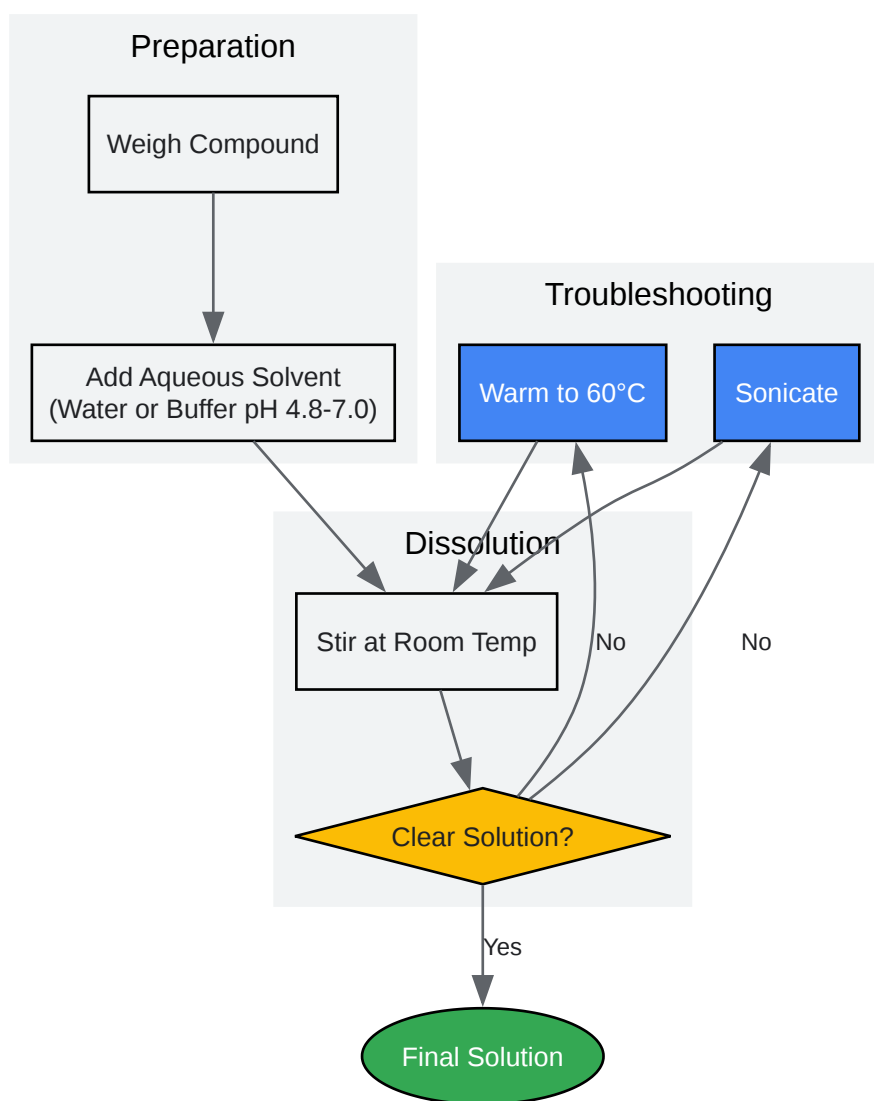 Preparation
Weigh Compound
Add Aqueous Solvent
(Water or Buffer pH 4.8-7.0)
Troubleshooting
Warm to 60°C
Sonicate
Dissolution
Stir at Room Temp
No
No
Clear Solution?
Yes
Final Solution